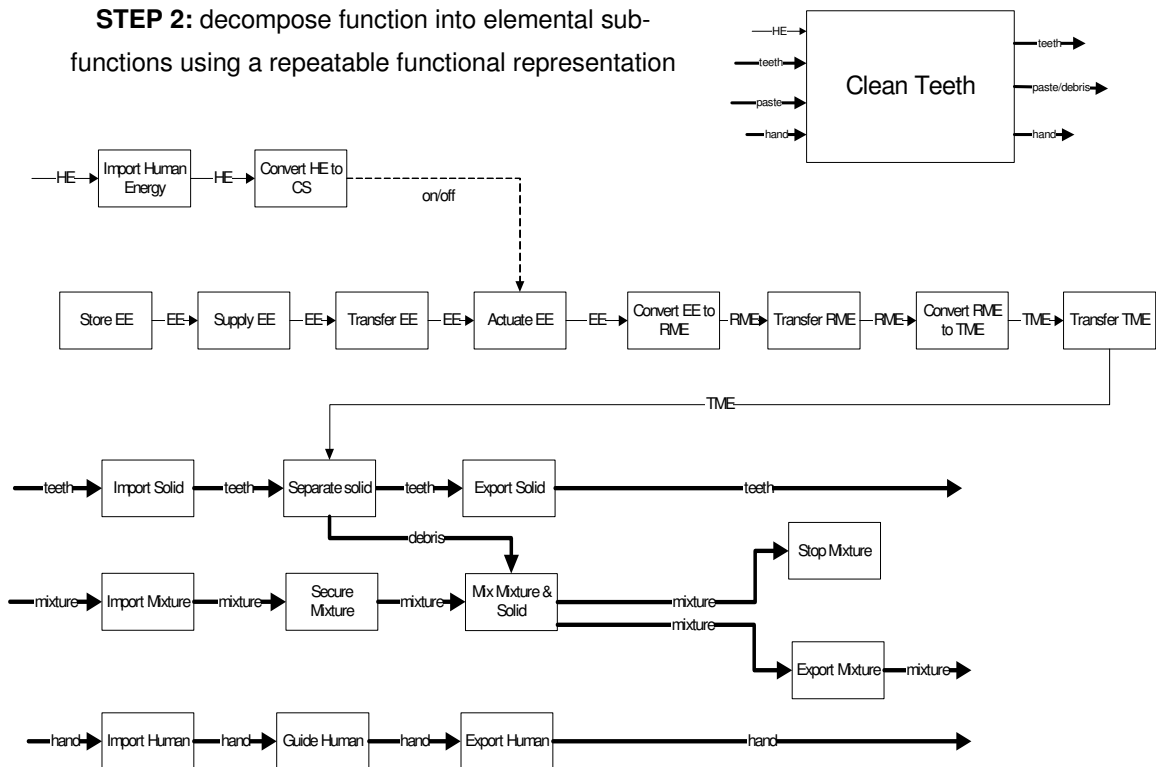 STEP 2: decompose function into elemental sub-
functions using a repeatable functional representation
HE
teeth
paste
hand
Clean Teeth
teeth
paste/debris
hand
HE
Import Human
Energy
HE
Convert HE to
CS
on/off
Store EE
EE
Supply EE
EE
Transfer EE
EE
Actuate EE
EE
Convert EE to
RME
RME
Transfer RME
RME
Convert RME
to TME
TME
Transfer TME
TME
teeth
Import Solid
teeth
Separate solid
teeth
Export Solid
teeth
debris
mixture
Import Mixture
mixture
Secure
Mixture
mixture
Mix Mixture &
Solid
mixture
mixture
Stop Mixture
Export Mixture
mixture
hand
Import Human
hand
Guide Human
hand
Export Human
hand